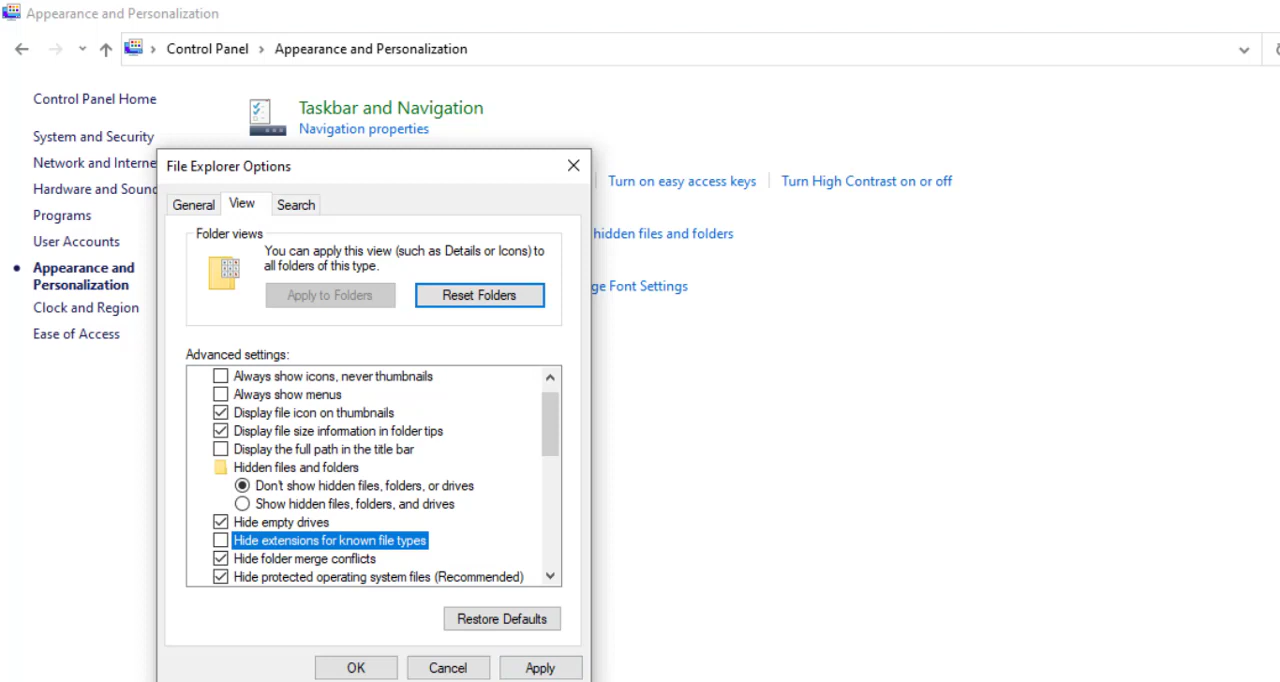 Appearance and Personalization
Control Panel > Appearance and Personalization
Control Panel Home
System and Security
Network and Interne
Hardware and Sound
Programs
User Accounts
Appearance and
Personalization
Clock and Region
Ease of Access
Taskbar and Navigation
Navigation properties
Turn on easy access keys
Turn High Contrast on or off
hidden files and folders
ge Font Settings
File Explorer Options
General
View
Search
Folder views
You can apply this view (such as Details or Icons) to
all folders of this type.
Apply to Folders
Reset Folders
Advanced settings:
Always show icons, never thumbnails
Always show menus
Display file icon on thumbnails
Display file size information in folder tips
Display the full path in the title bar
Hidden files and folders
Don't show hidden files, folders, or drives
Show hidden files, folders, and drives
Hide empty drives
Hide extensions for known file types
Hide folder merge conflicts
Hide protected operating system files (Recommended)
Restore Defaults
OK
Cancel
Apply